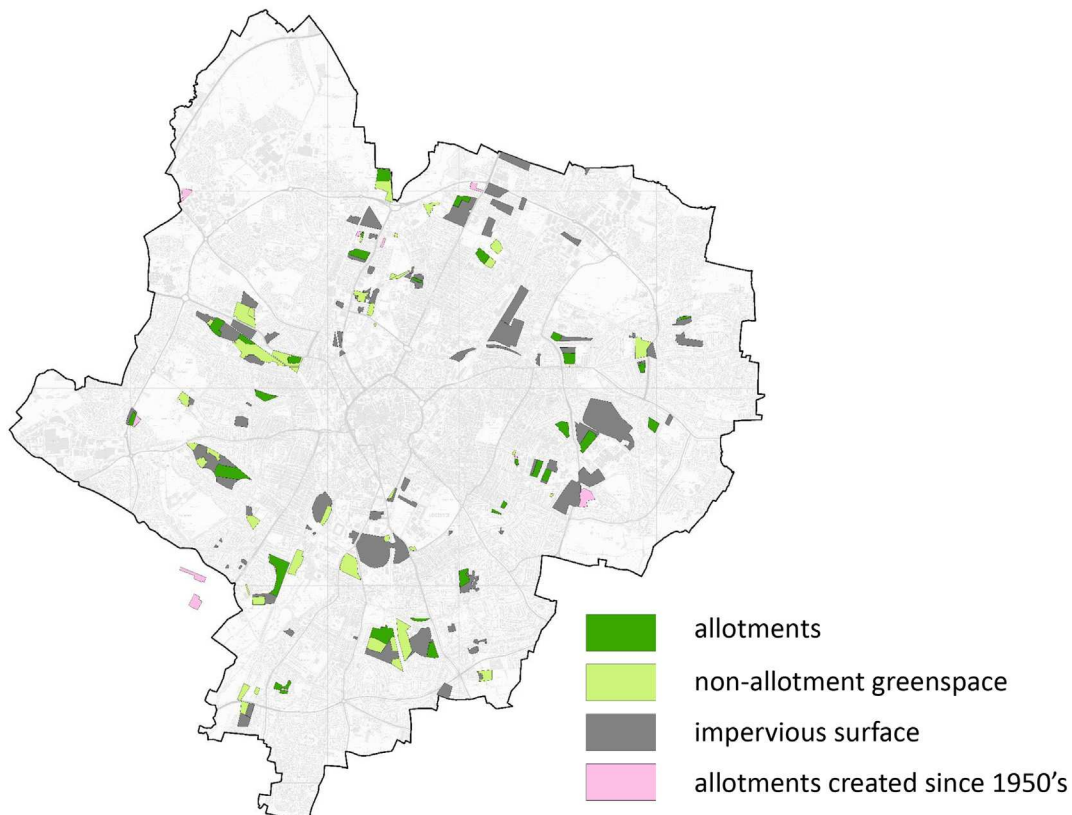 allotments
non-allotment greenspace
impervious surface
allotments created since 1950's